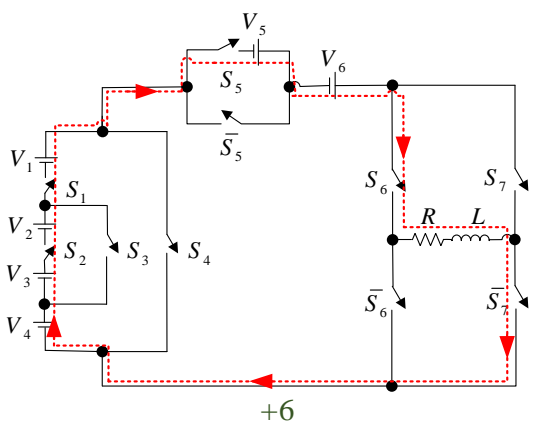 V₅
V₆
S₅
S̅₅
V₁
S₁
S₆
S₇
V₂
R L
S₂ S₃ S₄
V₃
S̅₆ S̅₇
V₄
+6